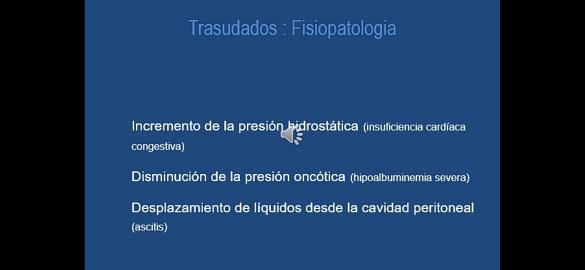 Trasudados : Fisiopatologia
Incremento de la presión hidrostática (insuficiencia cardíaca
congestiva)
Disminución de la presión oncótica (hipoalbuminemia severa)
Desplazamiento de líquidos desde la cavidad peritoneal
(ascitis)